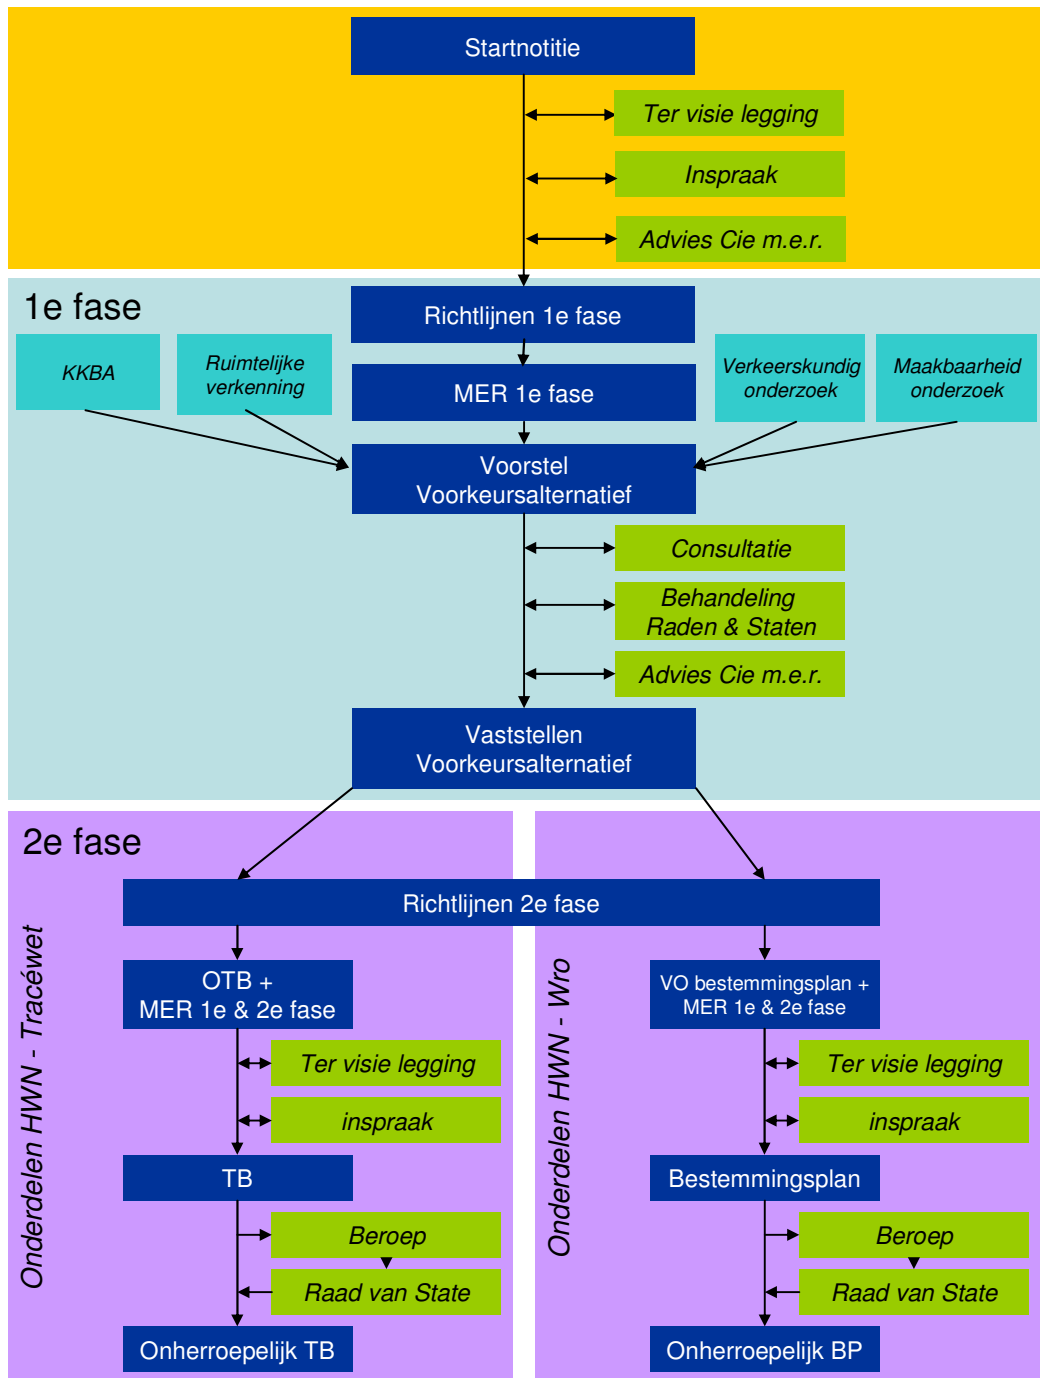 Startnotitie
Ter visie legging
Inspraak
Advies Cie m.e.r.
1e fase
Richtlijnen 1e fase
KKBA
Ruimtelijke
verkenning
MER 1e fase
Verkeerskundig
onderzoek
Maakbaarheid
onderzoek
Voorstel
Voorkeursalternatief
Consultatie
Behandeling
Raden & Staten
Advies Cie m.e.r.
Vaststellen
Voorkeursalternatief
2e fase
Richtlijnen 2e fase
Onderdelen HWN - Tracéwet
OTB +
MER 1e & 2e fase
Ter visie legging
inspraak
TB
Beroep
Raad van State
Onherroepelijk TB
Onderdelen HWN - Wro
VO bestemmingsplan +
MER 1e & 2e fase
Ter visie legging
inspraak
Bestemmingsplan
Beroep
Raad van State
Onherroepelijk BP